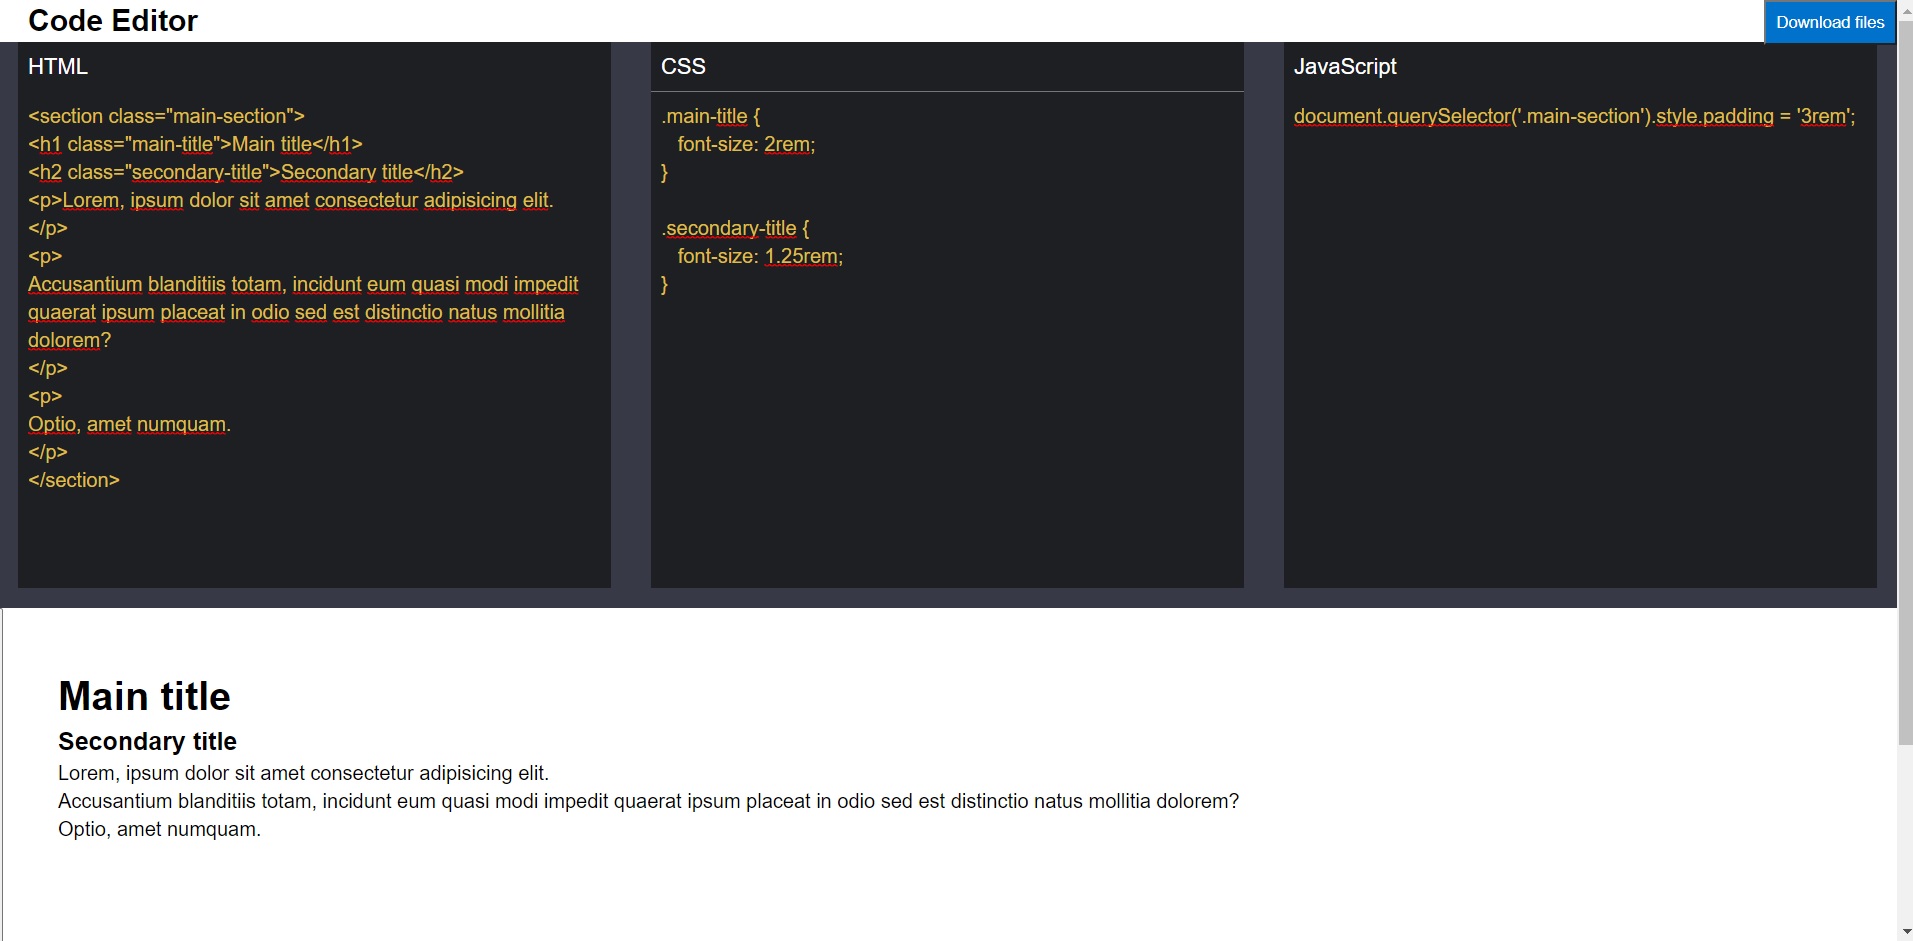 Code Editor
Download files
HTML
<section class="main-section">
<h1 class="main-title">Main title</h1>
<h2 class="secondary-title">Secondary title</h2>
<p>Lorem, ipsum dolor sit amet consectetur adipisicing elit.
</p>
<p>
Accusantium blanditiis totam, incidunt eum quasi modi impedit
quaerat ipsum placeat in odio sed est distinctio natus mollitia
dolorem?
</p>
<p>
Optio, amet numquam.
</p>
</section>
CSS
.main-title {
   font-size: 2rem;
}
.secondary-title {
   font-size: 1.25rem;
}
JavaScript
document.querySelector('.main-section').style.padding = '3rem';
Main title
Secondary title
Lorem, ipsum dolor sit amet consectetur adipisicing elit.
Accusantium blanditiis totam, incidunt eum quasi modi impedit quaerat ipsum placeat in odio sed est distinctio natus mollitia dolorem?
Optio, amet numquam.